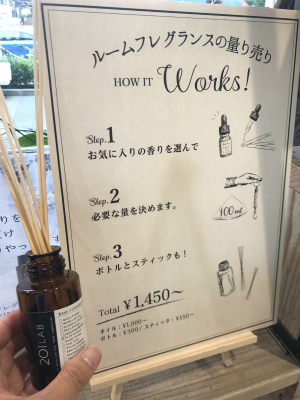 ルームフレグランスの量り売り
HOW IT Works!
Step.1
お気に入りの香りを選んで
Step.2
必要な量を決めます。
100ml
Step.3
ボトルとスティックも！
Total ¥1,450～
オイル：¥1,000～
ボトル：¥300/スティック：¥150～
20|LAB